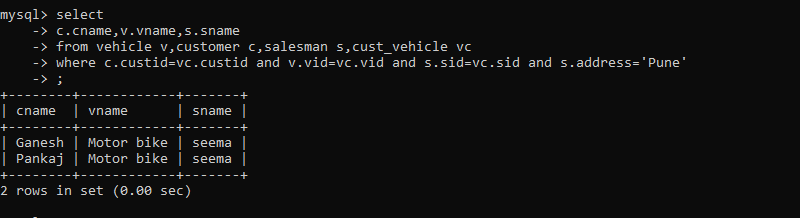 mysql> select
    -> c.cname,v.vname,s.sname
    -> from vehicle v,customer c,salesman s,cust_vehicle vc
    -> where c.custid=vc.custid and v.vid=vc.vid and s.sid=vc.sid and s.address='Pune'
    -> ;
+--------+------------+-------+
| cname  | vname      | sname |
+--------+------------+-------+
| Ganesh | Motor bike | seema |
| Pankaj | Motor bike | seema |
+--------+------------+-------+
2 rows in set (0.00 sec)